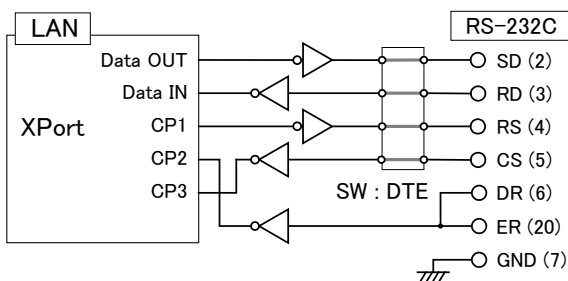 LAN
RS-232C
Data OUT
SD (2)
Data IN
RD (3)
XPort
CP1
RS (4)
CP2
CS (5)
CP3
SW : DTE
DR (6)
ER (20)
GND (7)